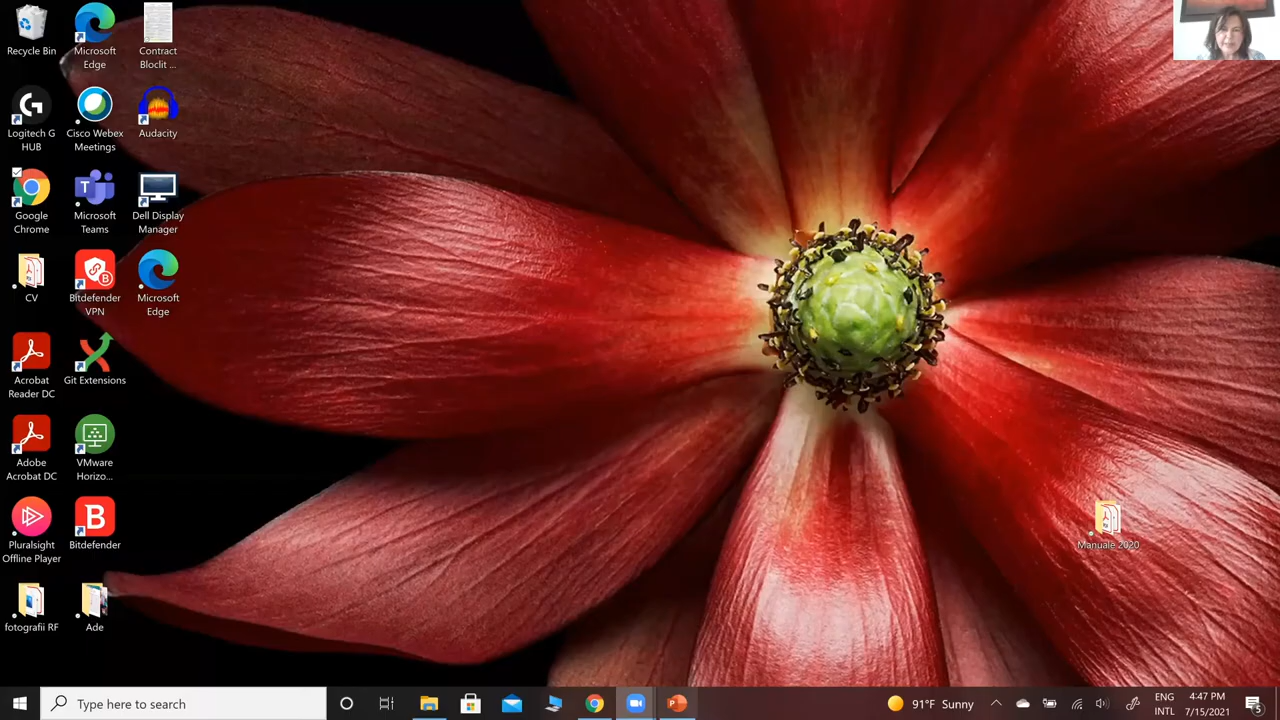 Recycle Bin
Microsoft
Edge
Contract
Bloclit ...
Logitech G
HUB
Cisco Webex
Meetings
Audacity
Google
Chrome
Microsoft
Teams
Dell Display
Manager
CV
Bitdefender
VPN
Microsoft
Edge
Acrobat
Reader DC
Git Extensions
Adobe
Acrobat DC
VMware
Horizo...
Pluralsight
Offline Player
Bitdefender
fotografii RF
Ade
Manuale 2020
Type here to search
91°F Sunny
ENG
INTL
4:47 PM
7/15/2021
5